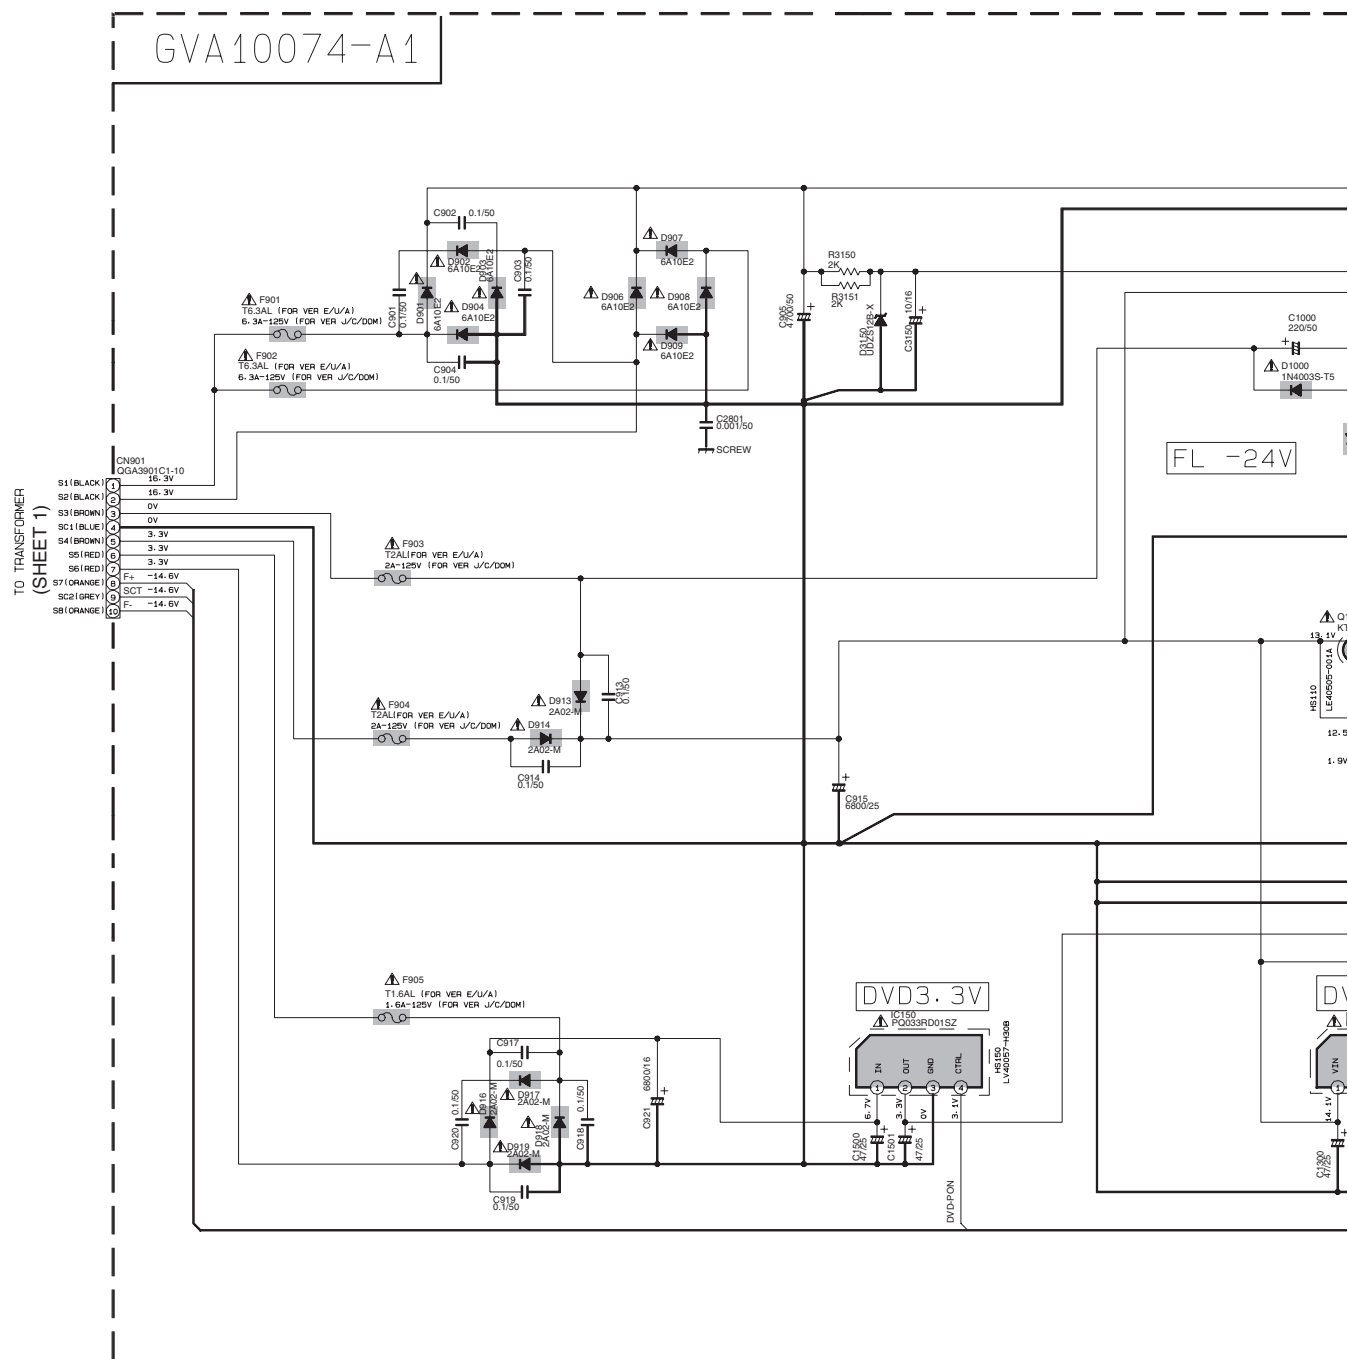 GVA10074-A1
C902 0.1/50
D902
6A10E2
D903
6A10E2
C903
0.1/50
C901
0.1/50
D901
6A10E2
D904
6A10E2
C904
0.1/50
D907
6A10E2
D906
6A10E2
D908
6A10E2
D909
6A10E2
C2801
0.001/50
SCREW
F901
T6.3AL (FOR VER E/U/A)
6.3A-125V (FOR VER J/C/DOM)
F902
T6.3AL (FOR VER E/U/A)
6.3A-125V (FOR VER J/C/DOM)
R3150
2K
R3151
2K
C905
4700/50
D3150
UDZS12B-X
C3150
10/16
C1000
220/50
D1000
1N4003S-T5
FL -24V
CN901
QGA3901C1-10
TO TRANSFORMER
(SHEET 1)
S1(BLACK) 1 16.3V
S2(BLACK) 2 16.3V
S3(BROWN) 3 0V
SC1(BLUE) 4 0V
S4(BROWN) 5 3.3V
S5(RED) 6 3.3V
S6(RED) 7 3.3V
S7(ORANGE) 8 F+ -14.6V
SC2(GREY) 9 SCT -14.6V
S8(ORANGE) 10 F- -14.6V
F903
T2AL(FOR VER E/U/A)
2A-125V (FOR VER J/C/DOM)
F904
T2AL(FOR VER E/U/A)
2A-125V (FOR VER J/C/DOM)
D913
2A02-M
C913
0.1/50
D914
2A02-M
C914
0.1/50
C915
6800/25
Q1
KT
13.1V
HS110
LE40505-001A
12.5
1.9V
F905
T1.6AL (FOR VER E/U/A)
1.6A-125V (FOR VER J/C/DOM)
C917
0.1/50
D917
2A02-M
D916
2A02-M
C920
0.1/50
D918
2A02-M
C918
0.1/50
D919
2A02-M
C919
0.1/50
C921
6800/16
DVD3.3V
IC150
PQ033RD01SZ
HS150
LV40057-H30B
IN
OUT
GND
CTRL
1 2 3 4
6.7V
3.3V
0V
3.1V
C1500
47/25
C1501
47/25
DVD-PON
DV
VIN
1
14.1V
C1300
47/25